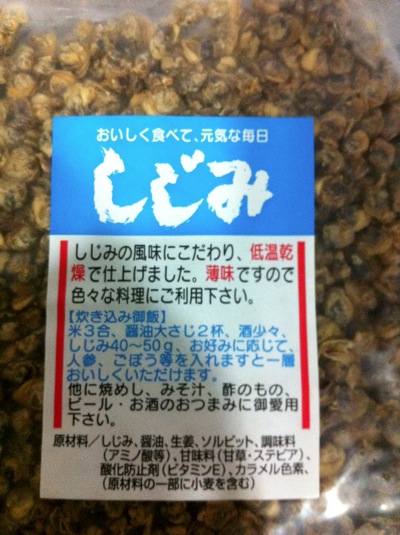 おいしく食べて、元気な毎日
しじみ
しじみの風味にこだわり、低温乾
燥で仕上げました。薄味ですので
色々な料理にご利用下さい。
【炊き込み御飯】
米3合、醤油大さじ2杯、酒少々、
しじみ40〜50g、お好みに応じて、
人参、ごぼう等を入れますと一層
おいしくいただけます。
他に焼めし、みそ汁、酢のもの、
ビール・お酒のおつまみに御愛用
下さい。
原材料/しじみ、醤油、生姜、ソルビット、調味料
(アミノ酸等)、甘味料(甘草・ステビア)、
酸化防止剤(ビタミンE)、カラメル色素、
(原材料の一部に小麦を含む)